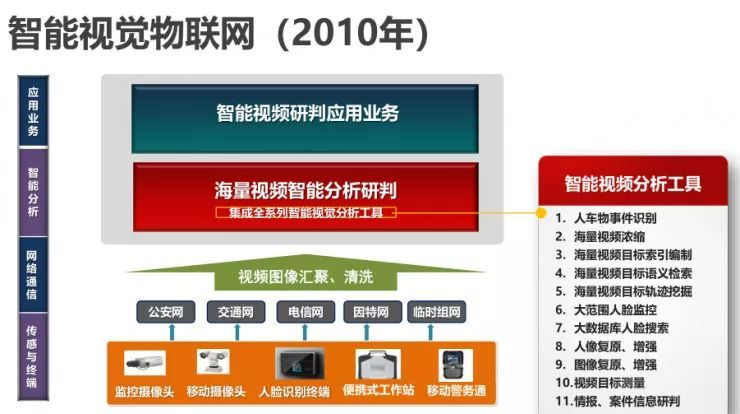 智能视觉物联网（2010年）
应用业务
智能分析
网络通信
传感与终端
智能视频研判应用业务
海量视频智能分析研判
集成全系列智能视觉分析工具
视频图像汇聚、清洗
公安网
交通网
电信网
因特网
临时组网
监控摄像头
移动摄像头
人脸识别终端
便携式工作站
移动警务通
智能视频分析工具
1. 人车物事件识别
2. 海量视频浓缩
3. 海量视频目标索引编制
4. 海量视频目标语义检索
5. 海量视频目标轨迹挖掘
6. 大范围人脸监控
7. 大数据库人脸搜索
8. 人像复原、增强
9. 图像复原、增强
10.视频目标测量
11.情报、案件信息研判